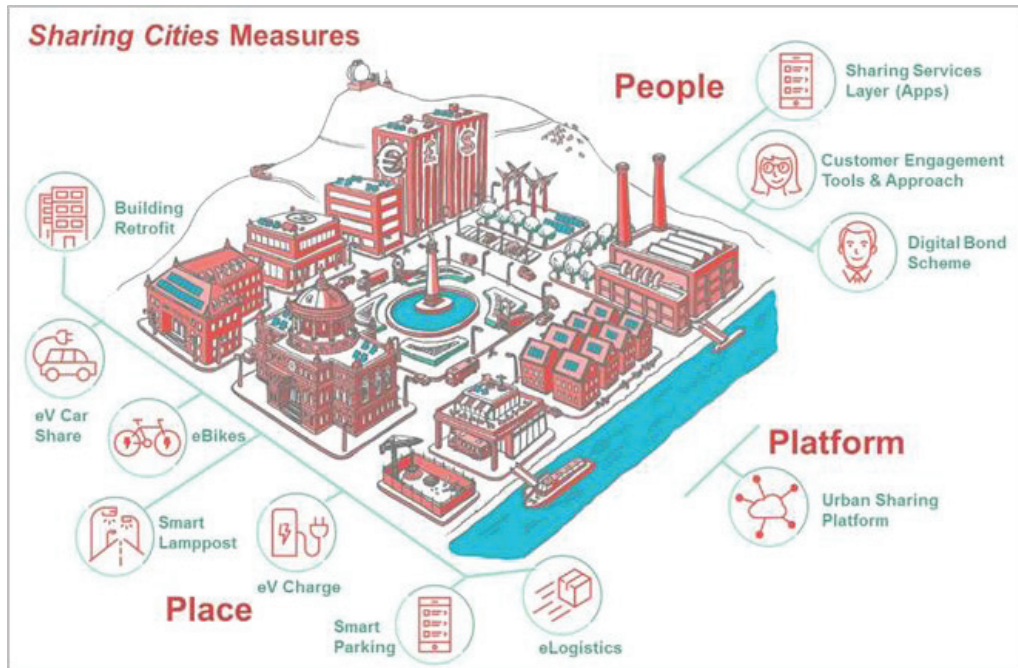 Sharing Cities Measures
People
Sharing Services
Layer (Apps)
Customer Engagement
Tools & Approach
Digital Bond
Scheme
Building
Retrofit
€
£
$
eV Car
Share
eBikes
Smart
Lamppost
eV Charge
Place
Smart
Parking
eLogistics
Platform
Urban Sharing
Platform